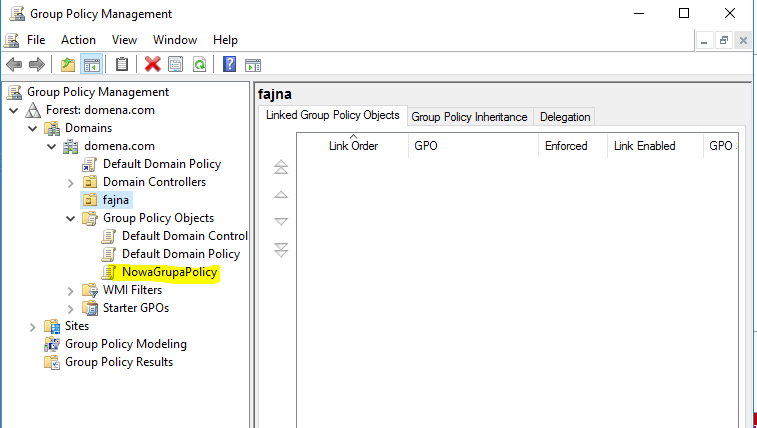 Group Policy Management
File Action View Window Help
Group Policy Management
Forest: domena.com
Domains
domena.com
Default Domain Policy
Domain Controllers
fajna
Group Policy Objects
Default Domain Control
Default Domain Policy
NowaGrupaPolicy
WMI Filters
Starter GPOs
Sites
Group Policy Modeling
Group Policy Results
fajna
Linked Group Policy Objects Group Policy Inheritance Delegation
Link Order GPO Enforced Link Enabled GPO